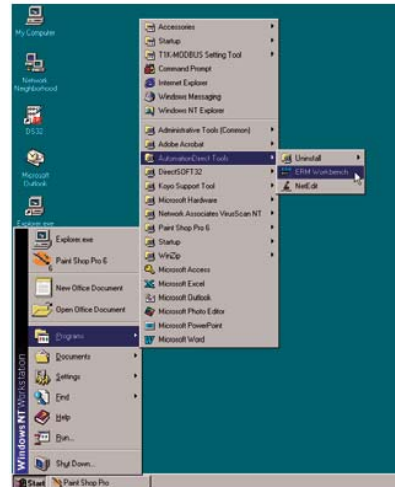 My Computer
Network
Neighborhood
DS32
Microsoft
Outlook
Explorer.exe
Accessories
Startup
T1K-MODBUS Setting Tool
Command Prompt
Internet Explorer
Windows Messaging
Windows NT Explorer
Administrative Tools (Common)
Adobe Acrobat
AutomationDirect Tools
DirectSOFT32
Koyo Support Tool
Microsoft Hardware
Network Associates VirusScan NT
Paint Shop Pro 6
Startup
WinZip
Microsoft Access
Microsoft Excel
Microsoft Outlook
Microsoft Photo Editor
Microsoft PowerPoint
Microsoft Word
Uninstall
ERM Workbench
NetEdit
Explorer.exe
Paint Shop Pro 6
New Office Document
Open Office Document
Programs
Documents
Settings
Find
Help
Run...
Shut Down...
Windows NT Workstation
Start
Paint Shop Pro